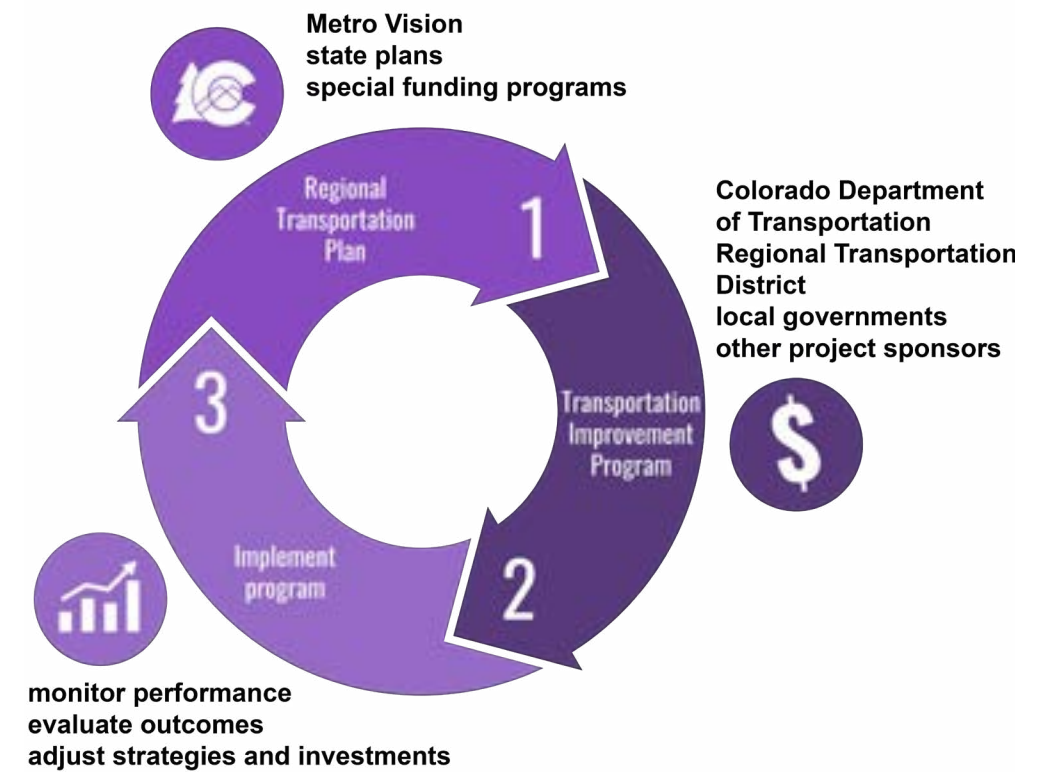 Metro Vision
state plans
special funding programs
Regional
Transportation
Plan
1
Colorado Department
of Transportation
Regional Transportation
District
local governments
other project sponsors
Transportation
Improvement
Program
$
2
3
Implement
program
monitor performance
evaluate outcomes
adjust strategies and investments